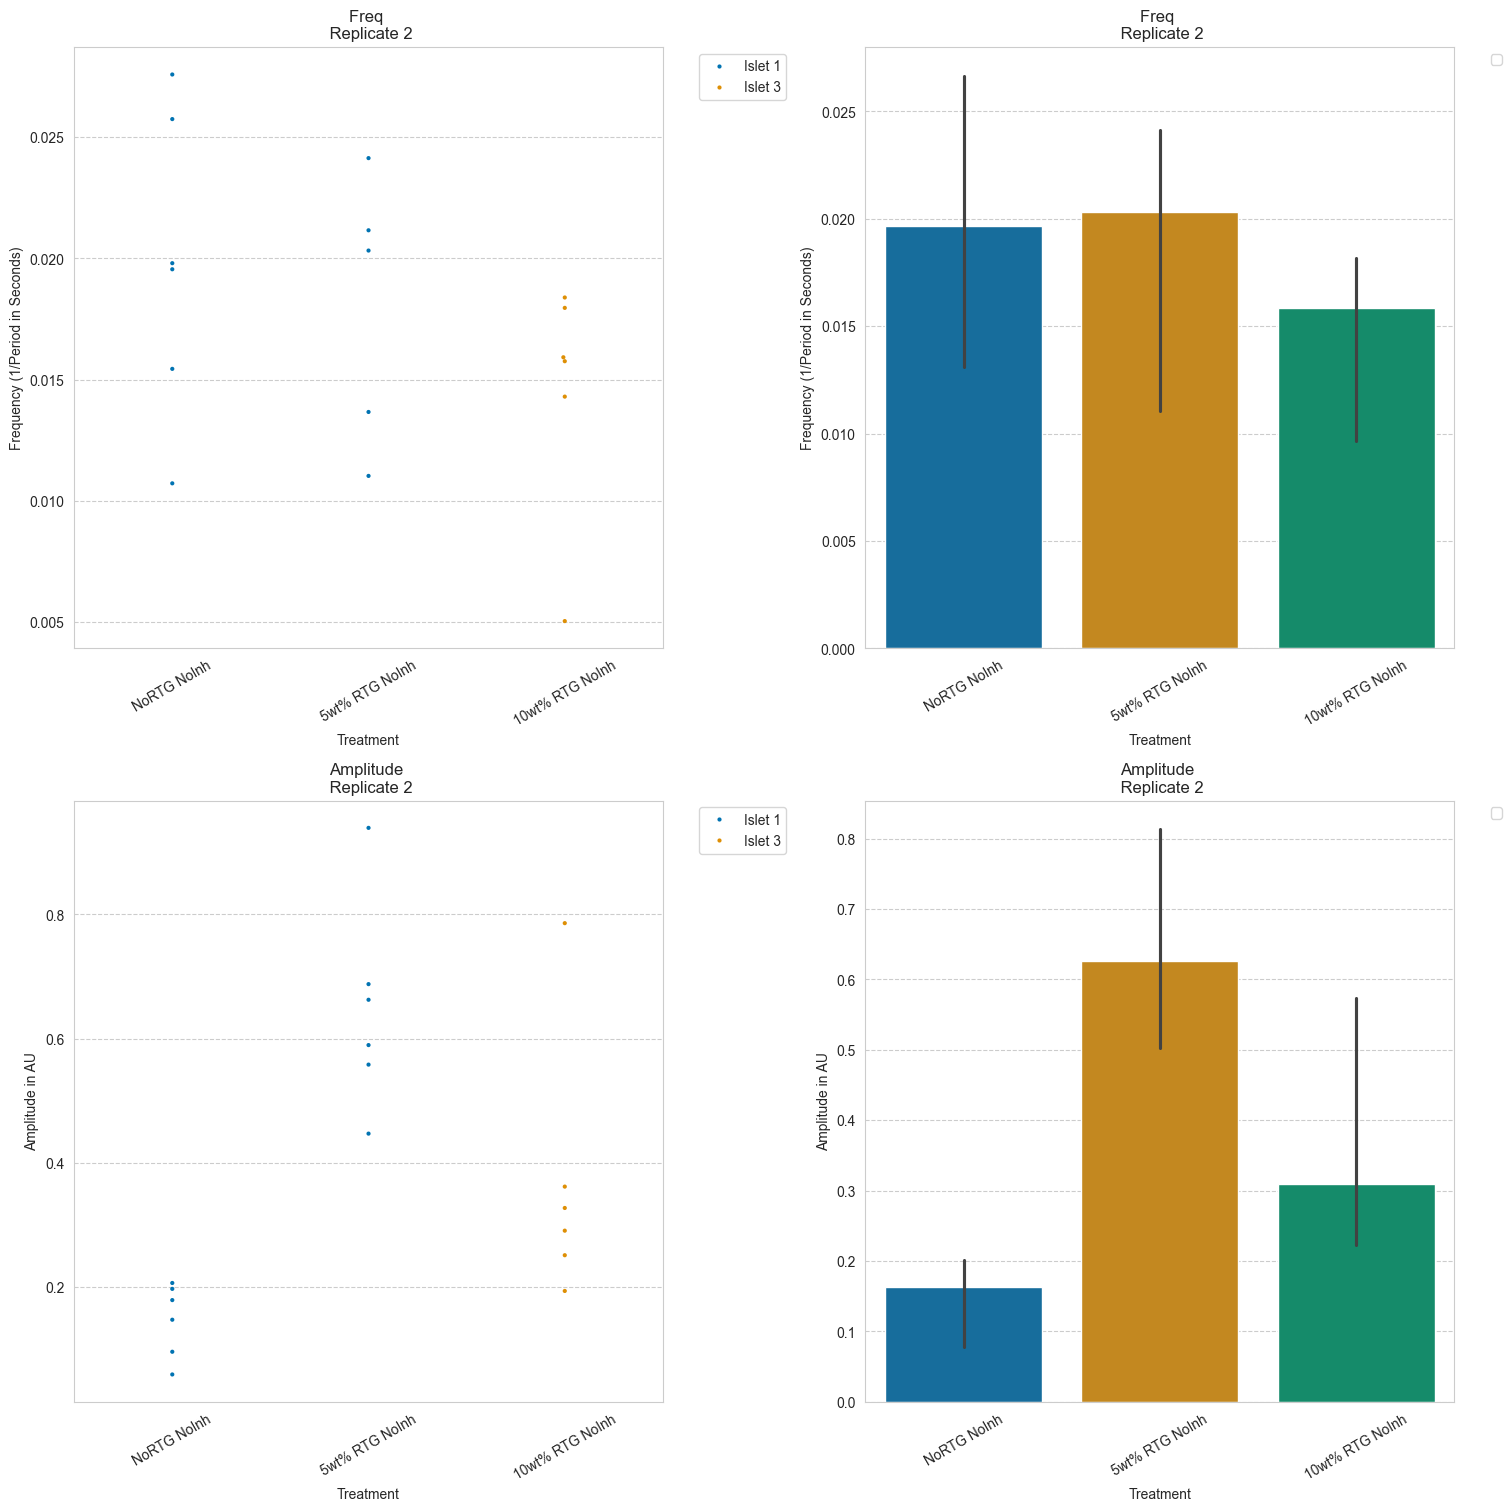 Freq
Replicate 2
Frequency (1/Period in Seconds)
0.025
0.020
0.015
0.010
0.005
NoRTG NoInh
5wt% RTG NoInh
10wt% RTG NoInh
Treatment
Islet 1
Islet 3
Freq
Replicate 2
Frequency (1/Period in Seconds)
0.025
0.020
0.015
0.010
0.005
0.000
NoRTG NoInh
5wt% RTG NoInh
10wt% RTG NoInh
Treatment
Amplitude
Replicate 2
Amplitude in AU
0.8
0.6
0.4
0.2
NoRTG NoInh
5wt% RTG NoInh
10wt% RTG NoInh
Treatment
Islet 1
Islet 3
Amplitude
Replicate 2
Amplitude in AU
0.8
0.7
0.6
0.5
0.4
0.3
0.2
0.1
0.0
NoRTG NoInh
5wt% RTG NoInh
10wt% RTG NoInh
Treatment